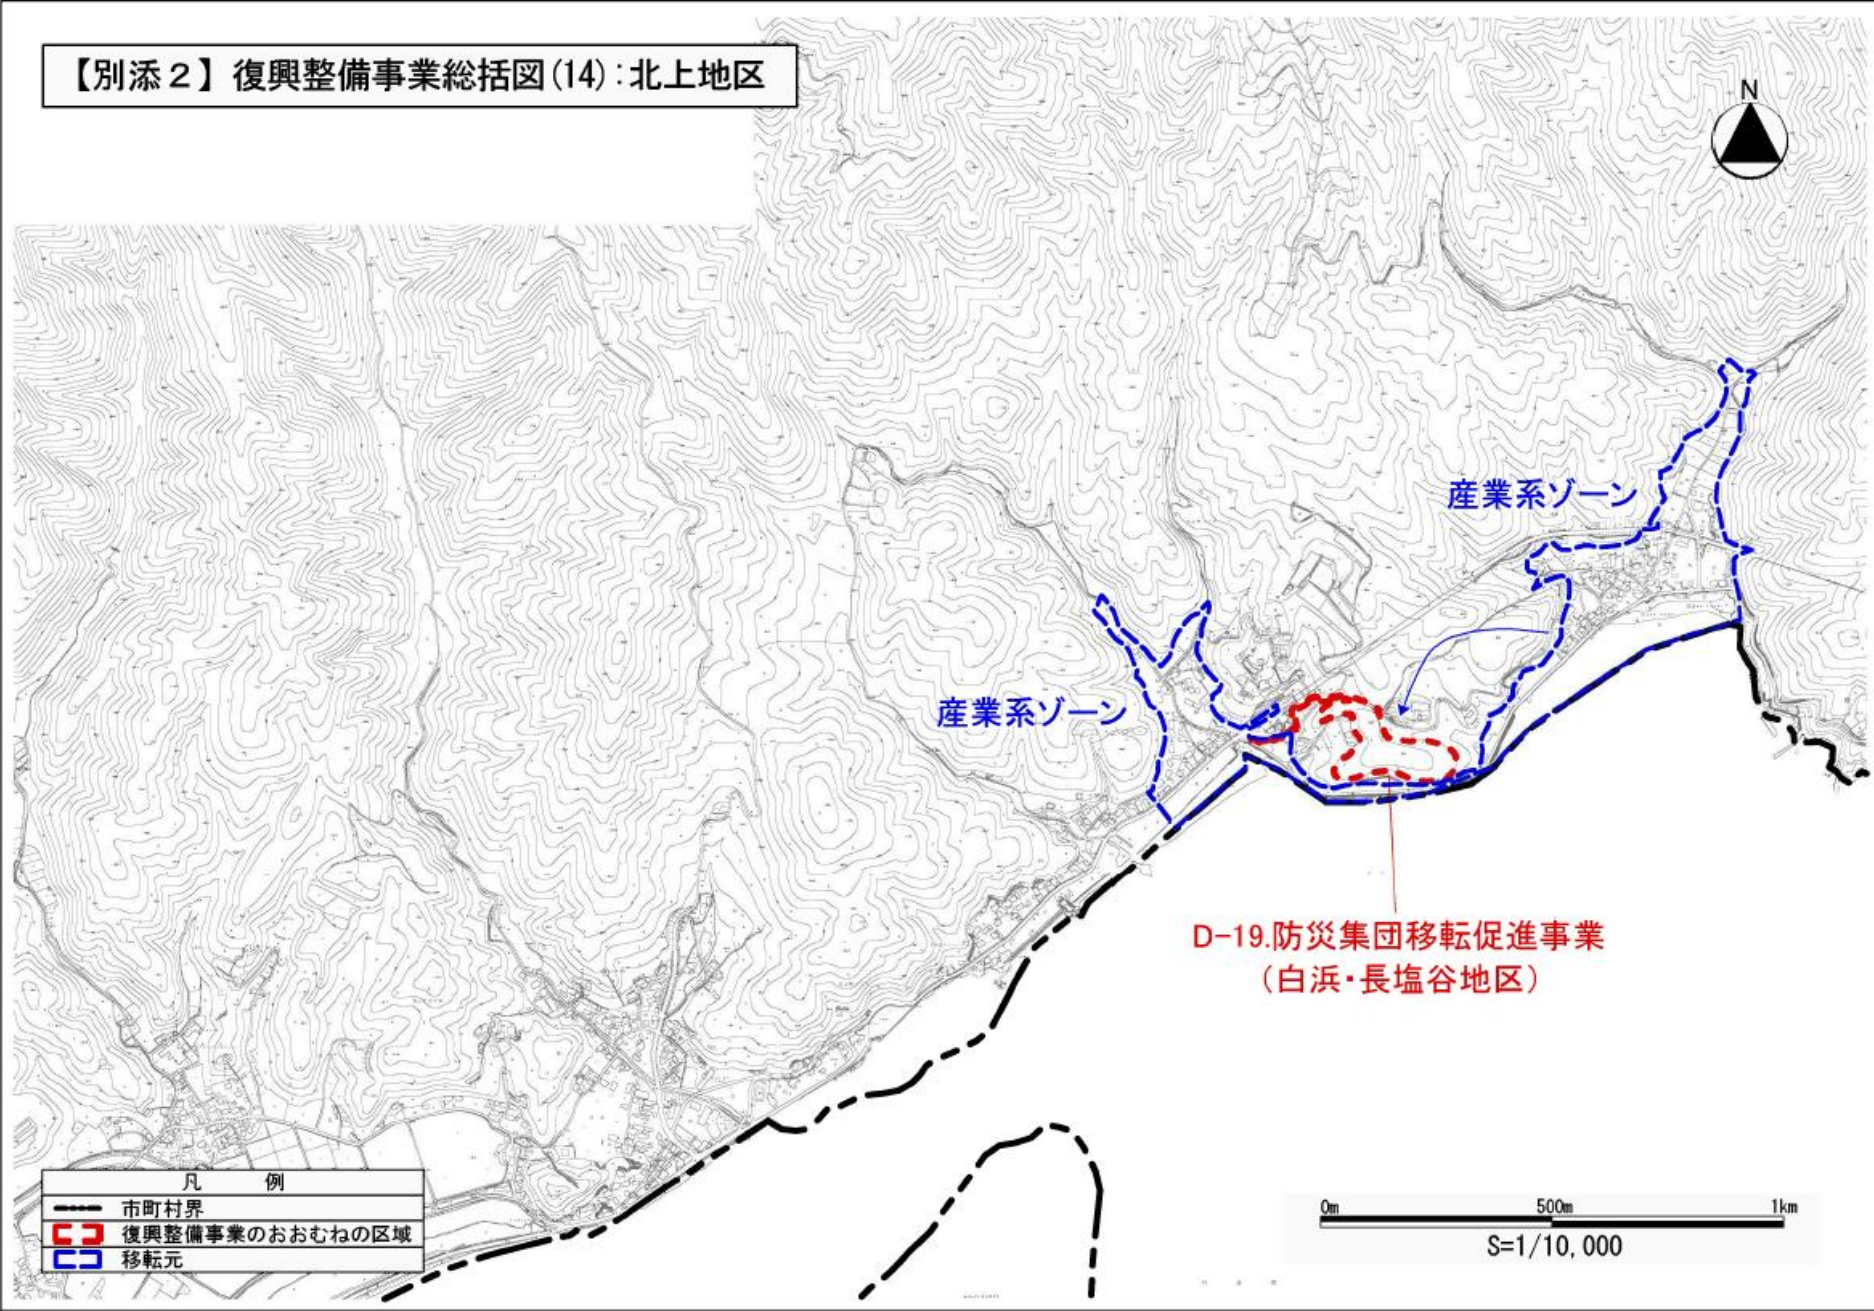 【別添２】復興整備事業総括図(14):北上地区
N
産業系ゾーン
産業系ゾーン
D-19.防災集団移転促進事業
(白浜・長塩谷地区)
凡 例
市町村界
復興整備事業のおおむねの区域
移転元
0m 500m 1km
S=1/10,000